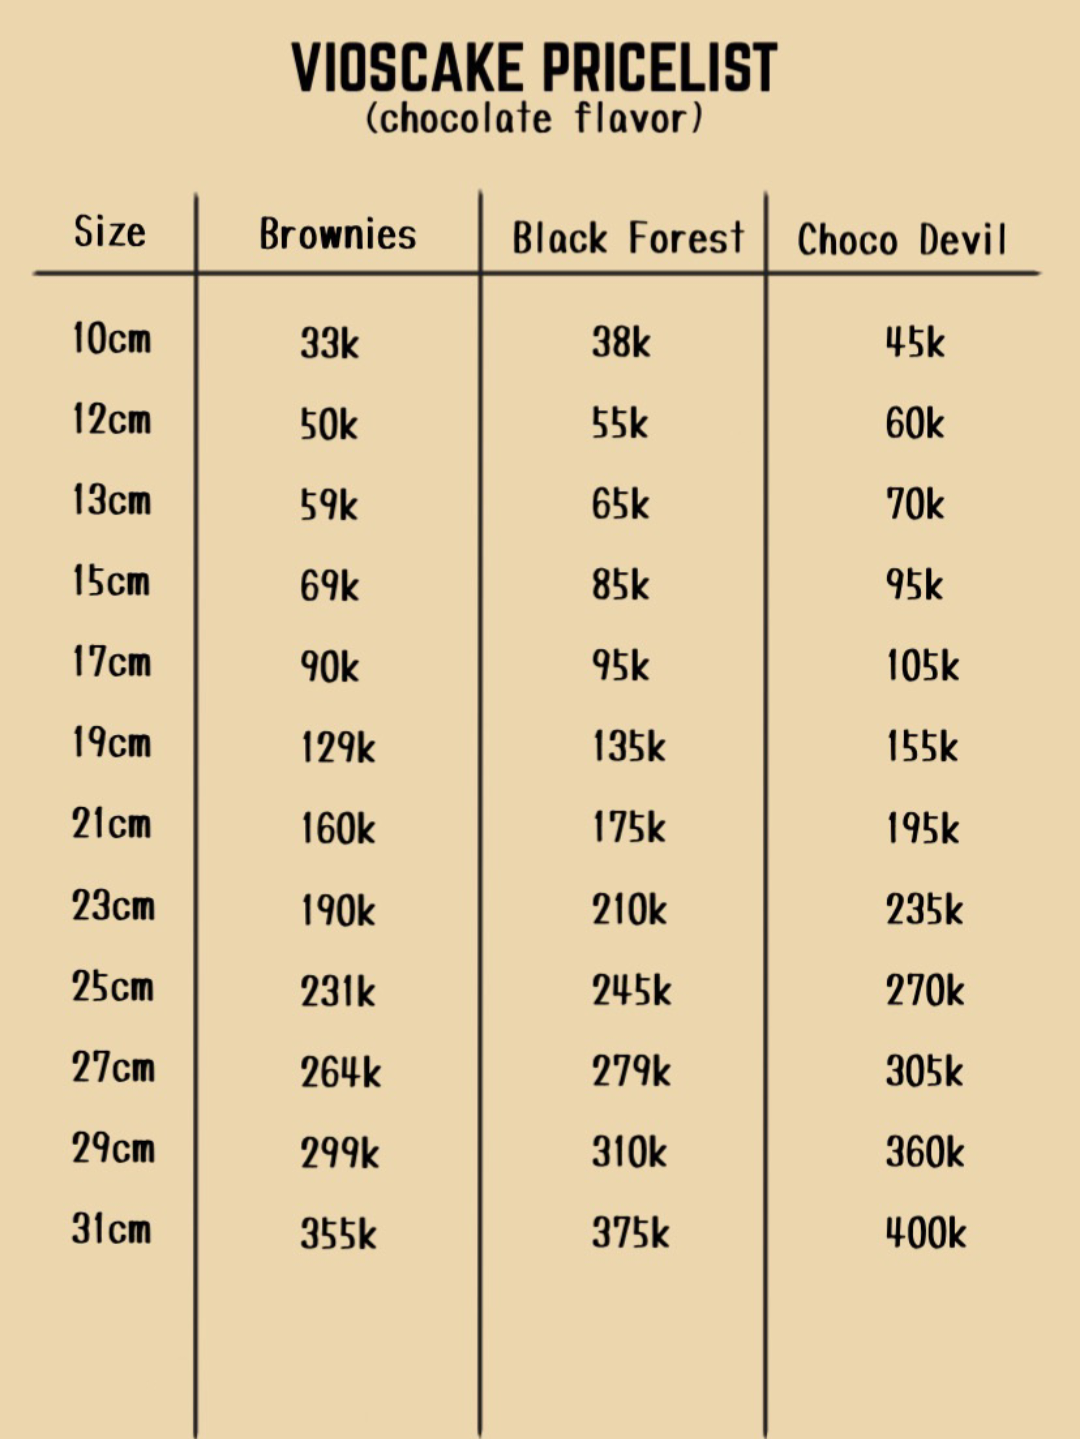 VIOSCAKE PRICELIST
(chocolate flavor)
Size Brownies Black Forest Choco Devil
10cm 33k 38k 45k
12cm 50k 55k 60k
13cm 59k 65k 70k
15cm 69k 85k 95k
17cm 90k 95k 105k
19cm 129k 135k 155k
21cm 160k 175k 195k
23cm 190k 210k 235k
25cm 231k 245k 270k
27cm 264k 279k 305k
29cm 299k 310k 360k
31cm 355k 375k 400k